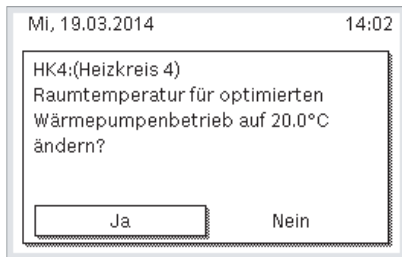 Mi, 19.03.2014 14:02
HK4:(Heizkreis 4)
Raumtemperatur für optimierten
Wärmepumpenbetrieb auf 20.0°C
ändern?
Ja Nein